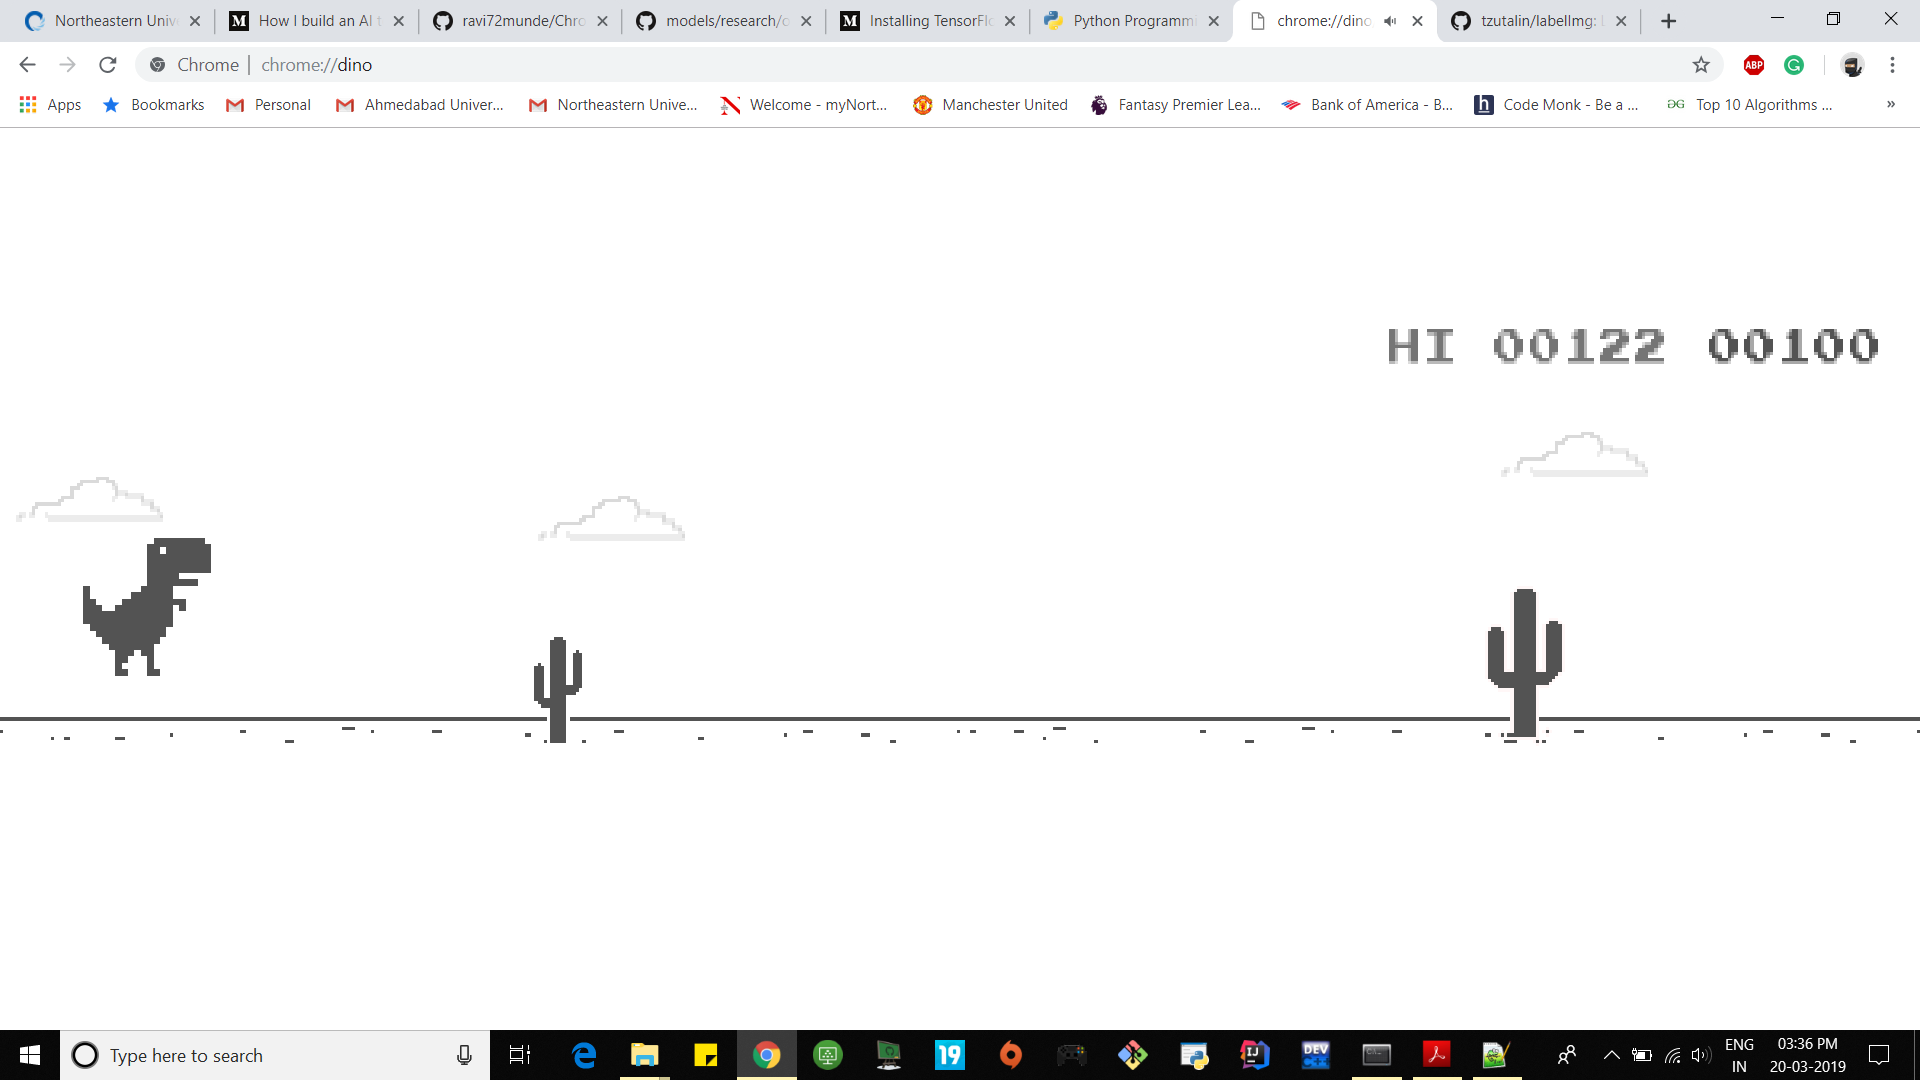 Northeastern Univ
How I build an AI t
ravi72munde/Chro
models/research/o
Installing TensorFlo
Python Programmi
chrome://dino
tzutalin/labelImg:
Chrome | chrome://dino
ABP
G
Apps
Bookmarks
Personal
Ahmedabad Univer...
Northeastern Unive...
Welcome - myNort...
Manchester United
Fantasy Premier Lea...
Bank of America - B...
h
Code Monk - Be a ...
Top 10 Algorithms ...
»
HI 00122 00100
Type here to search
19
IJ
DEV
ENG
IN
03:36 PM
20-03-2019